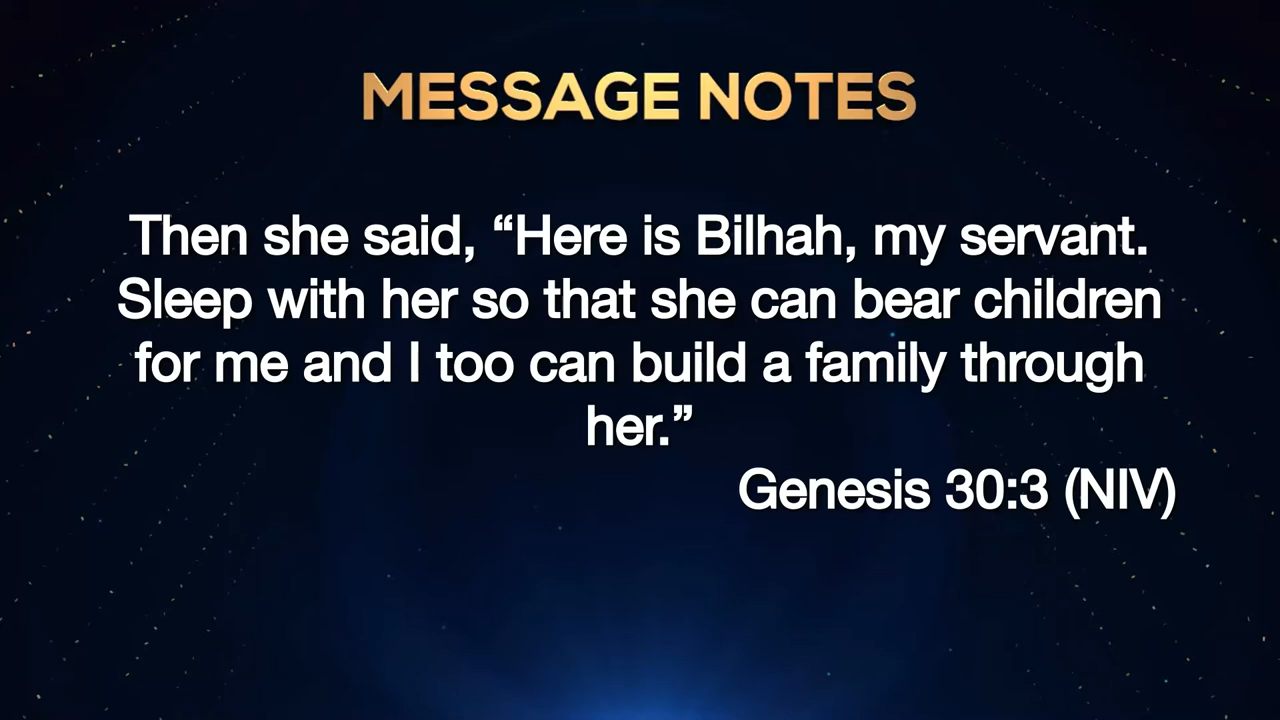 MESSAGE NOTES
Then she said, “Here is Bilhah, my servant.
Sleep with her so that she can bear children
for me and I too can build a family through
her.”
Genesis 30:3 (NIV)